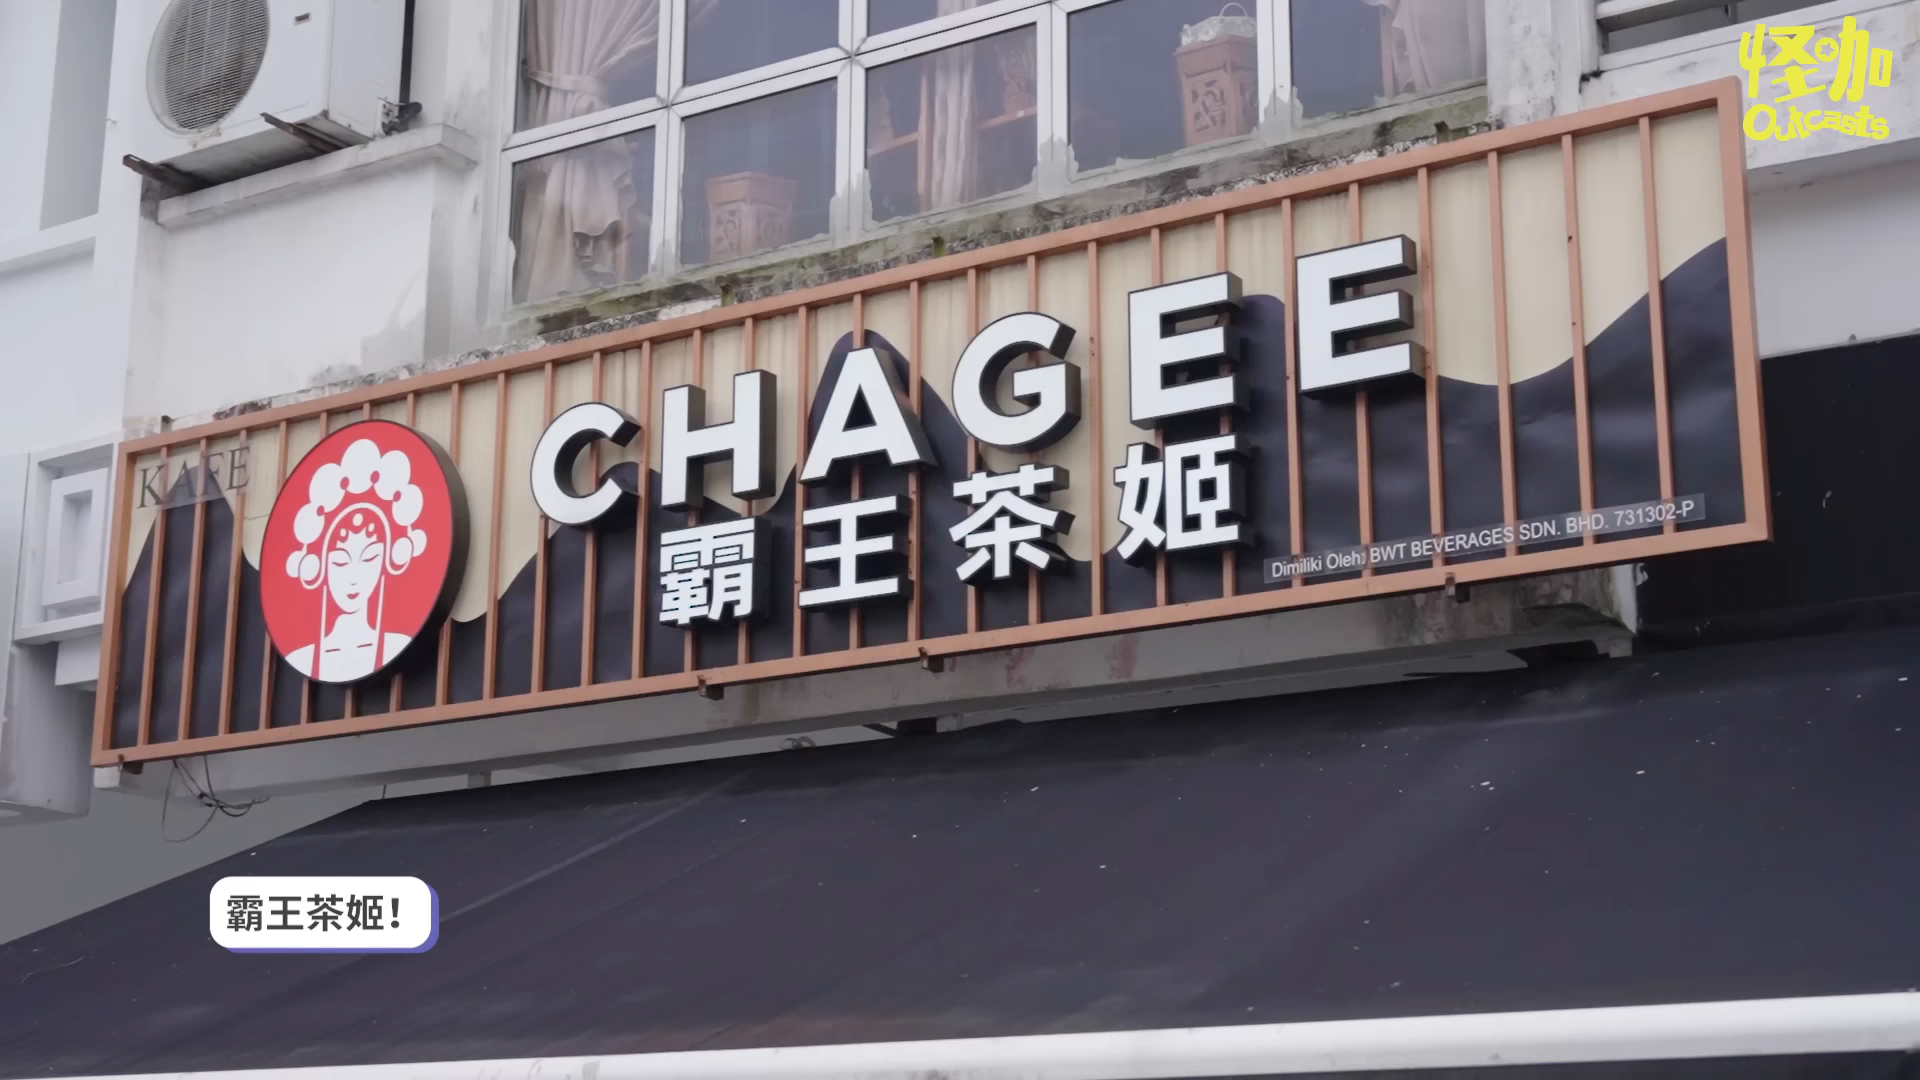 怪咖
Outcasts
KAFE
CHAGEE
霸王茶姬
Dimiliki Oleh: BWT BEVERAGES SDN. BHD. 731302-P
霸王茶姬！